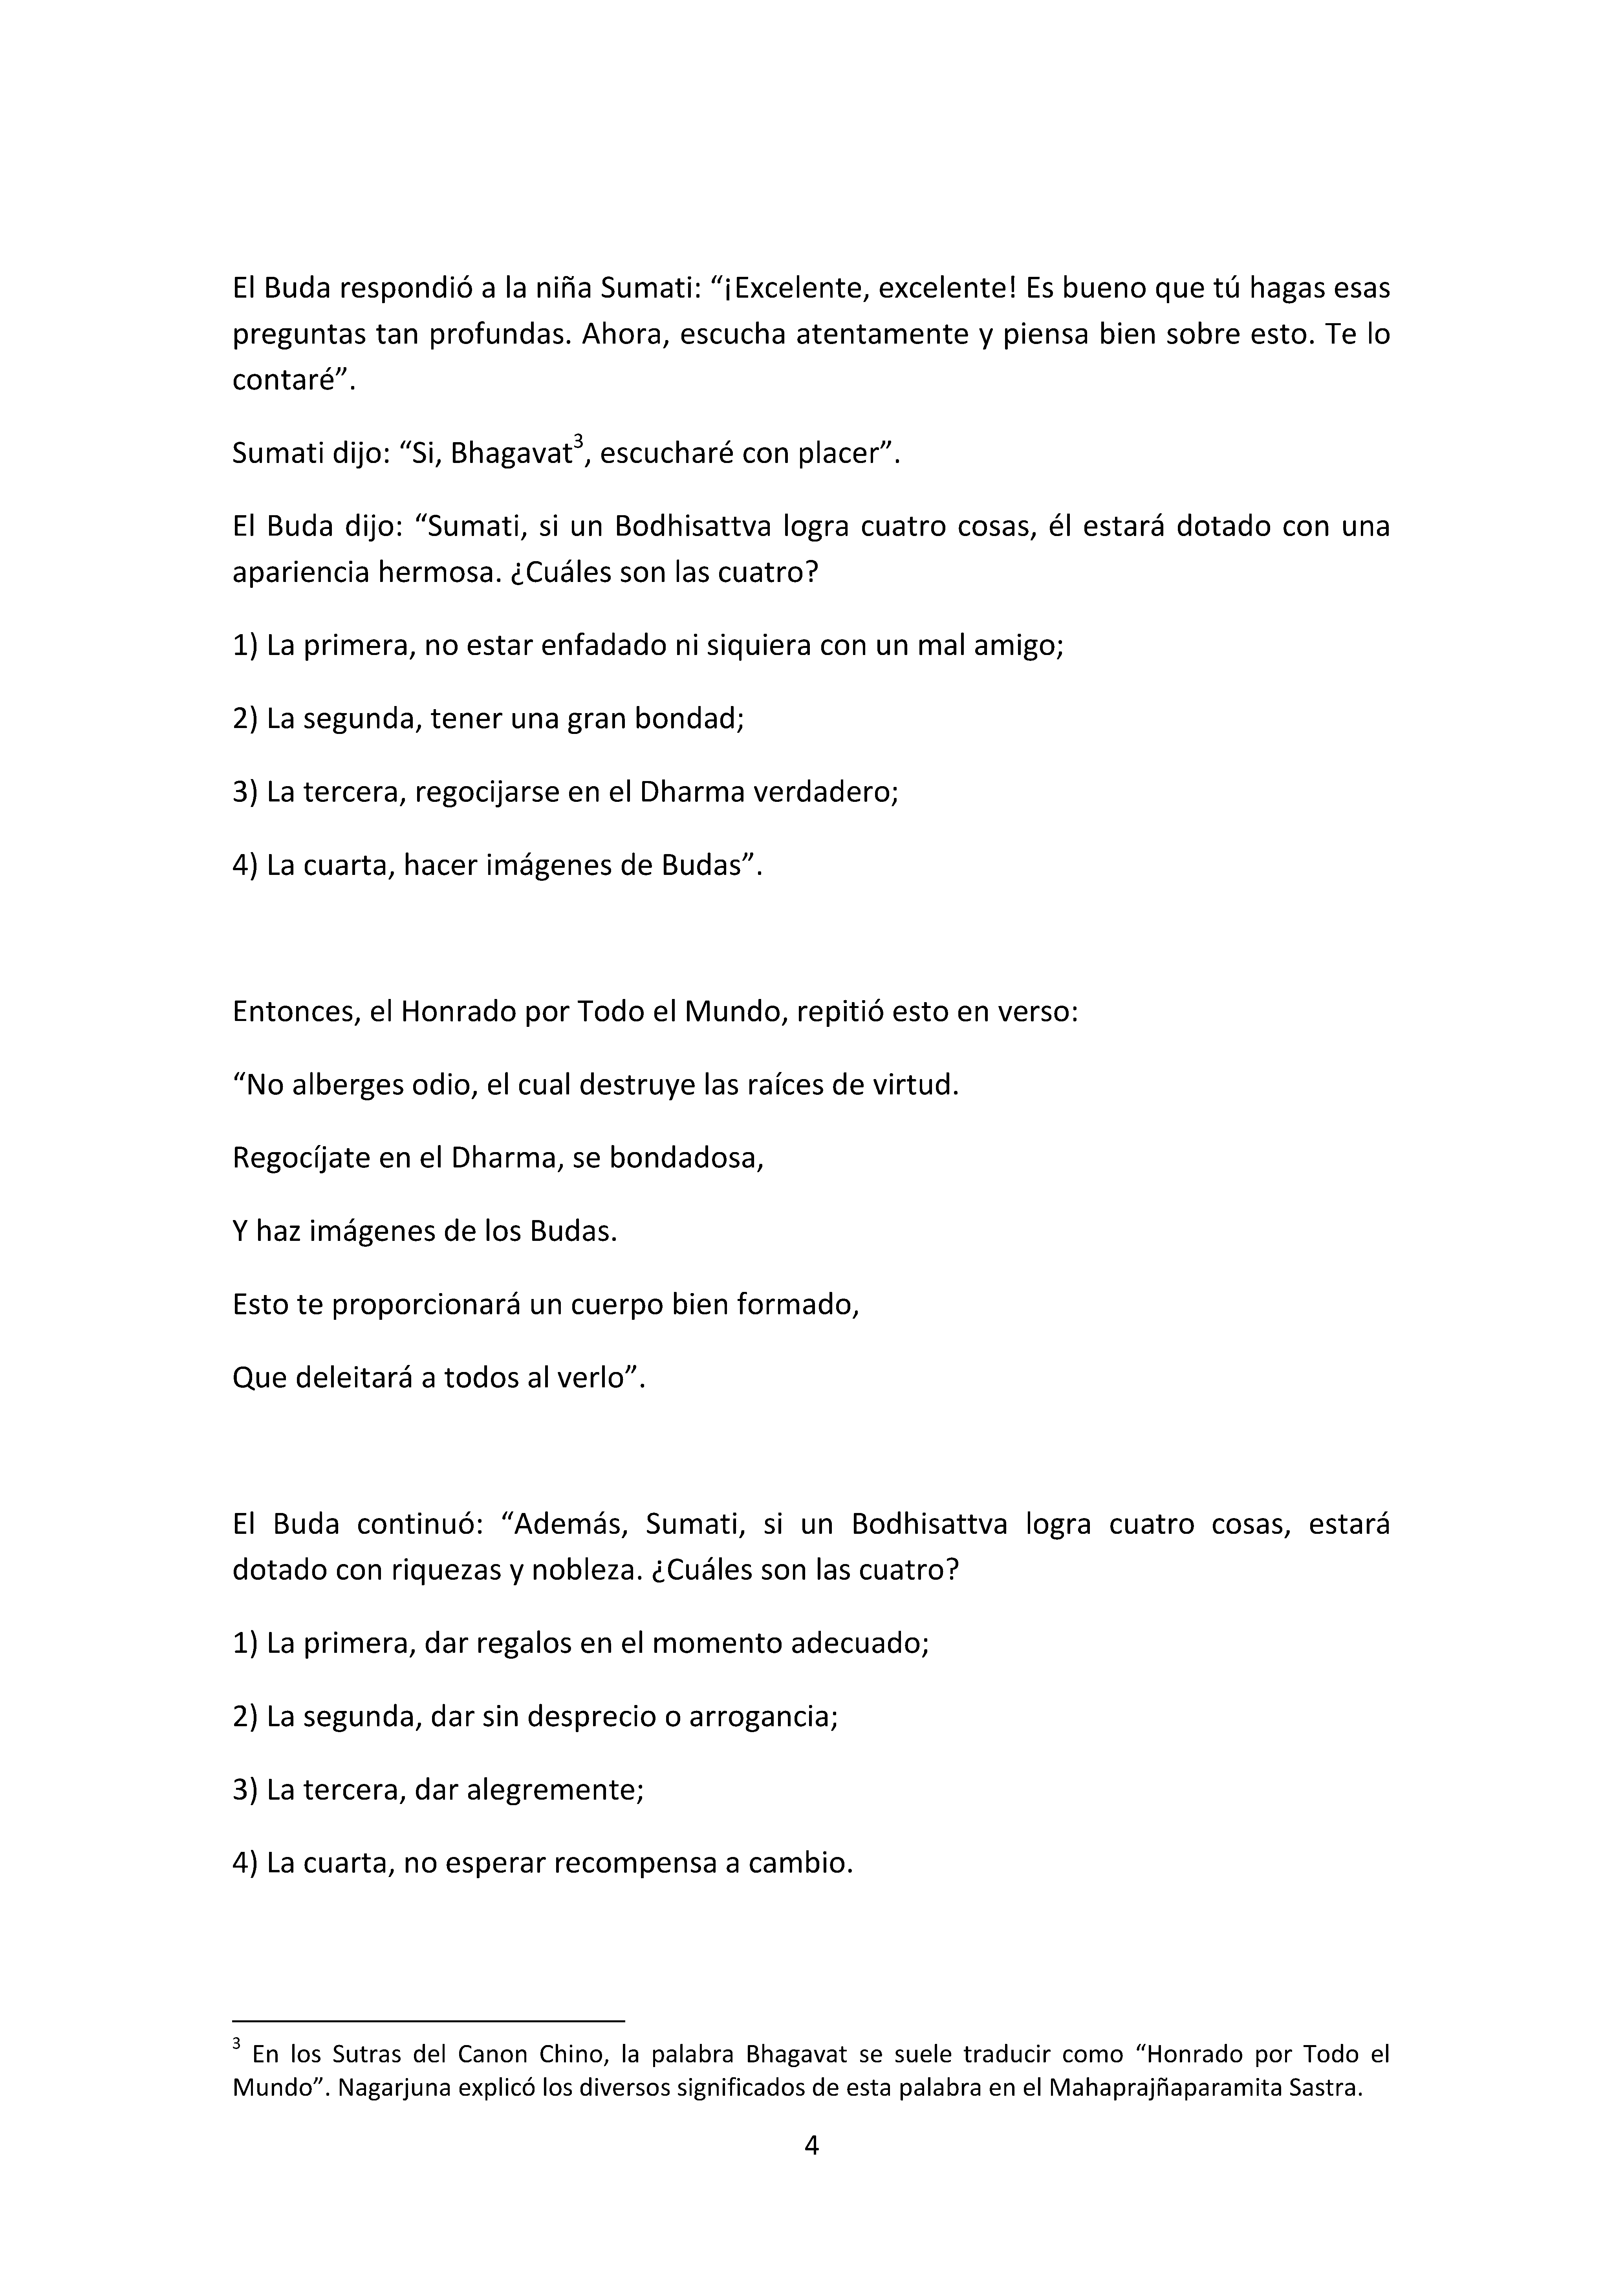 El Buda respondió a la niña Sumati: “¡Excelente, excelente! Es bueno que tú hagas esas
preguntas tan profundas. Ahora, escucha atentamente y piensa bien sobre esto. Te lo
contaré”.
Sumati dijo: “Si, Bhagavat3, escucharé con placer”.
El Buda dijo: “Sumati, si un Bodhisattva logra cuatro cosas, él estará dotado con una
apariencia hermosa. ¿Cuáles son las cuatro?
1) La primera, no estar enfadado ni siquiera con un mal amigo;
2) La segunda, tener una gran bondad;
3) La tercera, regocijarse en el Dharma verdadero;
4) La cuarta, hacer imágenes de Budas”.
Entonces, el Honrado por Todo el Mundo, repitió esto en verso:
“No alberges odio, el cual destruye las raíces de virtud.
Regocíjate en el Dharma, se bondadosa,
Y haz imágenes de los Budas.
Esto te proporcionará un cuerpo bien formado,
Que deleitará a todos al verlo”.
El Buda continuó: “Además, Sumati, si un Bodhisattva logra cuatro cosas, estará
dotado con riquezas y nobleza. ¿Cuáles son las cuatro?
1) La primera, dar regalos en el momento adecuado;
2) La segunda, dar sin desprecio o arrogancia;
3) La tercera, dar alegremente;
4) La cuarta, no esperar recompensa a cambio.
3 En los Sutras del Canon Chino, la palabra Bhagavat se suele traducir como “Honrado por Todo el
Mundo”. Nagarjuna explicó los diversos significados de esta palabra en el Mahaprajñaparamita Sastra.
4